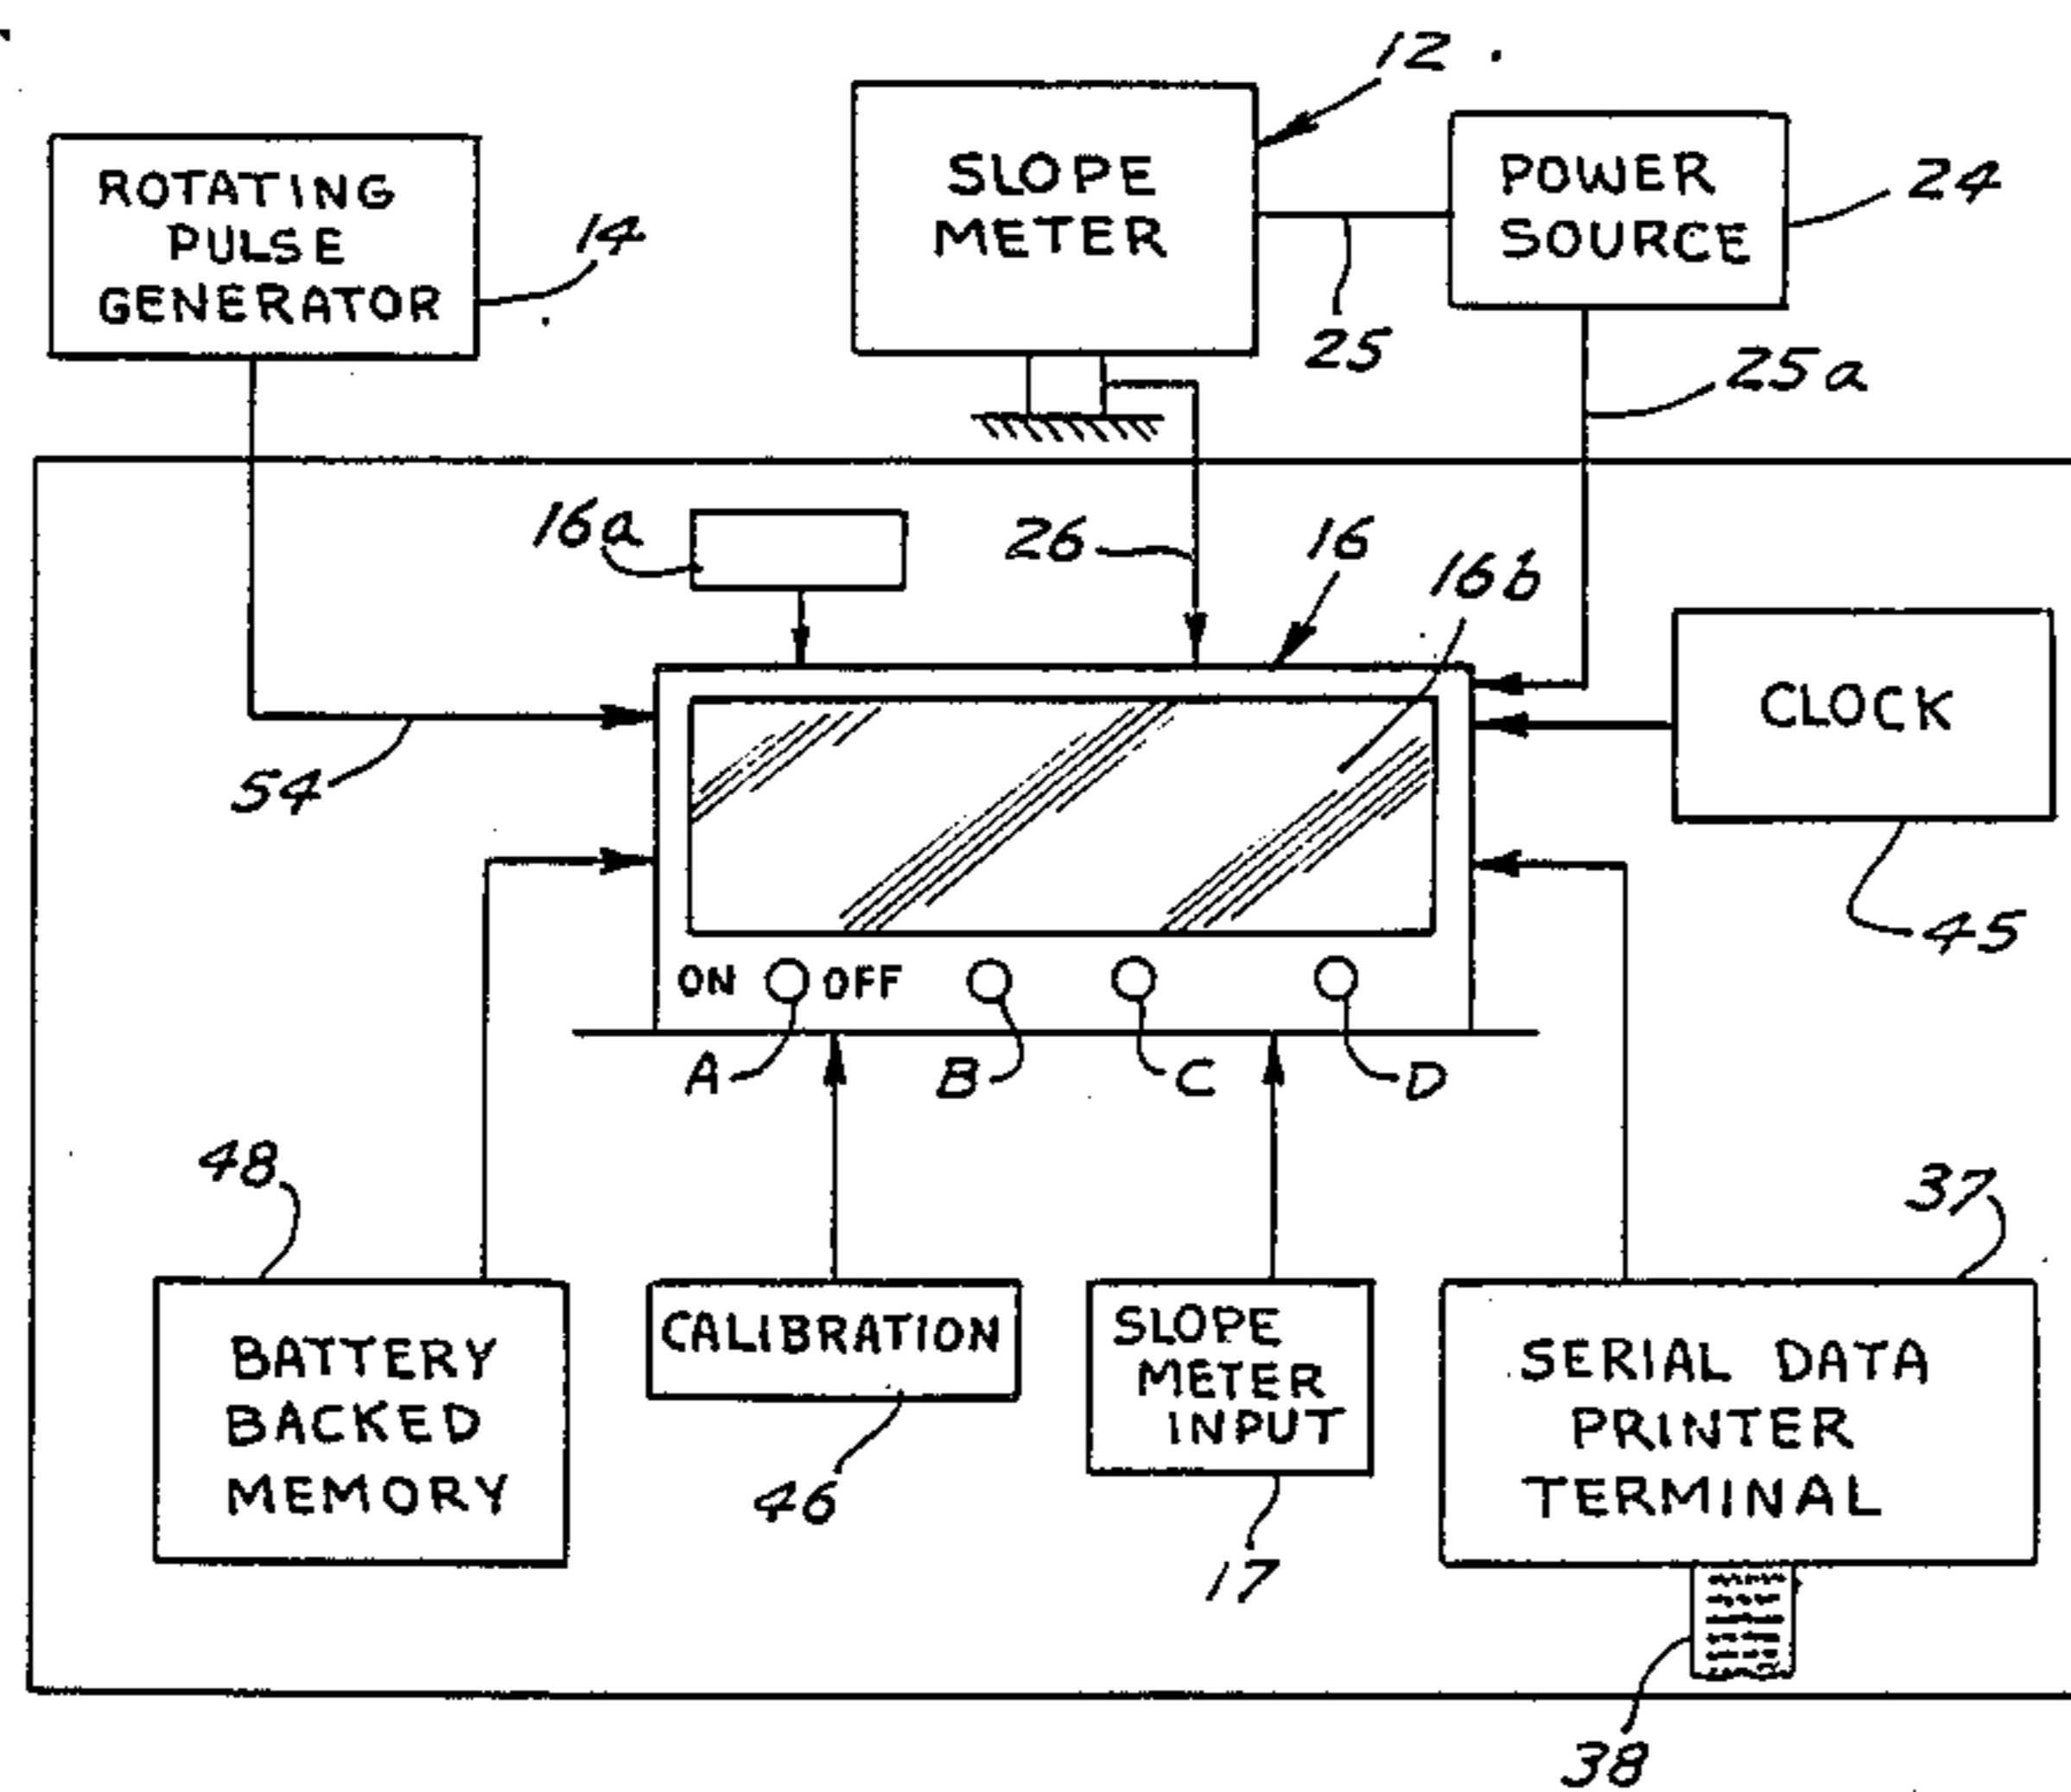 12
ROTATING
PULSE
GENERATOR
14
SLOPE
METER
POWER
SOURCE
24
25
25a
16a
26
16
16b
CLOCK
54
45
ON OFF
A B C D
48
37
BATTERY
BACKED
MEMORY
CALIBRATION
46
SLOPE
METER
INPUT
17
SERIAL DATA
PRINTER
TERMINAL
38